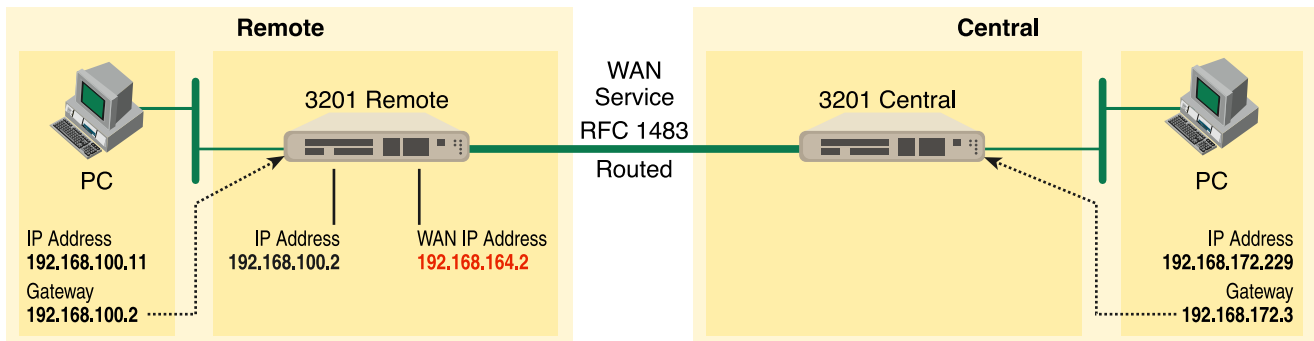 Remote
Central
3201 Remote
WAN
Service
RFC 1483
Routed
3201 Central
PC
PC
IP Address
192.168.100.11
Gateway
192.168.100.2
IP Address
192.168.100.2
WAN IP Address
192.168.164.2
IP Address
192.168.172.229
Gateway
192.168.172.3